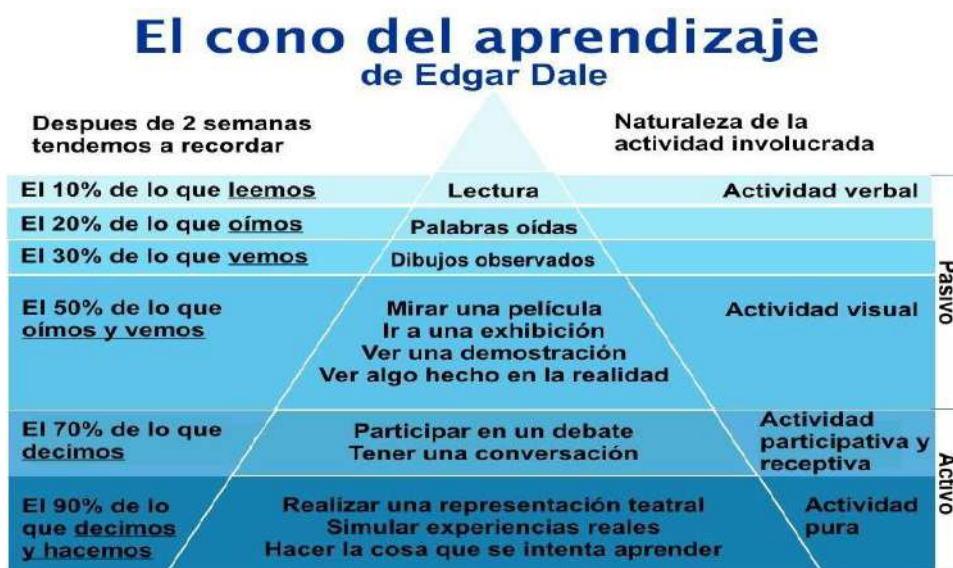 El cono del aprendizaje
de Edgar Dale
Despues de 2 semanas
tendemos a recordar
Naturaleza de la
actividad involucrada
El 10% de lo que leemos
Lectura
Actividad verbal
El 20% de lo que oímos
Palabras oídas
El 30% de lo que vemos
Dibujos observados
El 50% de lo que
oímos y vemos
Mirar una película
Ir a una exhibición
Ver una demostración
Ver algo hecho en la realidad
Actividad visual
Pasivo
El 70% de lo que
decimos
Participar en un debate
Tener una conversación
Actividad
participativa y
receptiva
El 90% de lo
que decimos
y hacemos
Realizar una representación teatral
Simular experiencias reales
Hacer la cosa que se intenta aprender
Actividad
pura
Activo